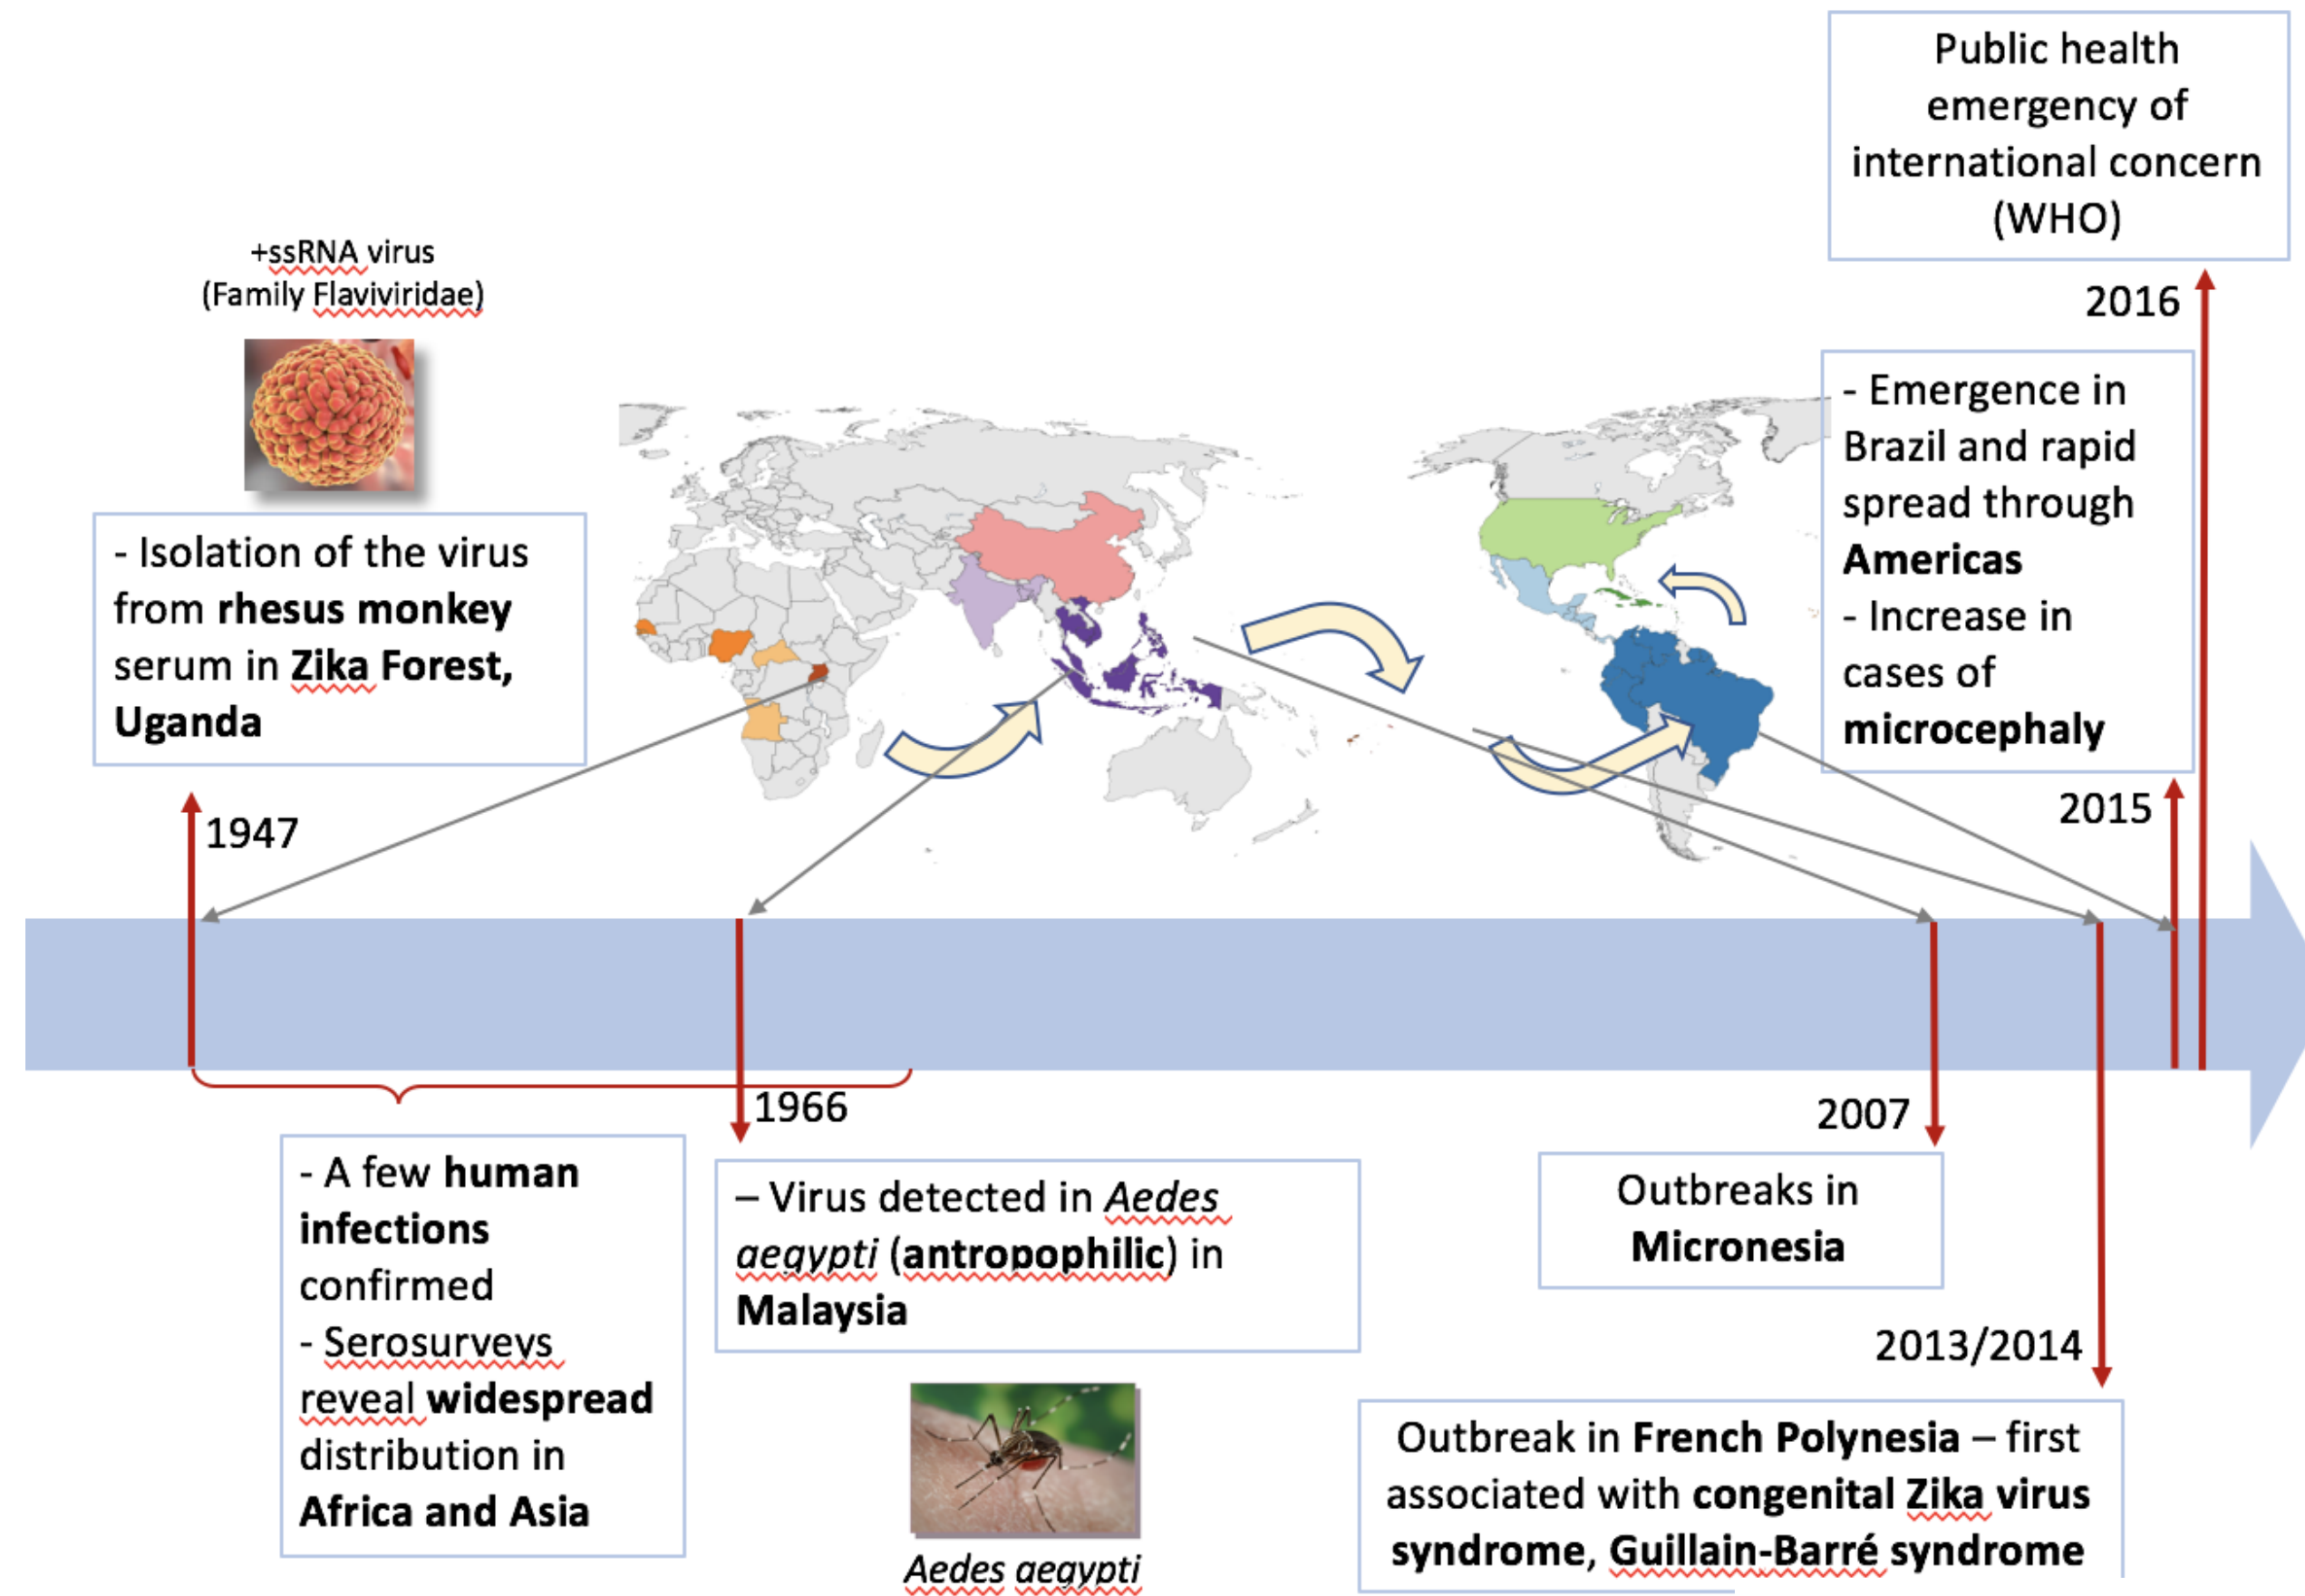 Public health
emergency of
international concern
(WHO)
2016
+ssRNA virus
(Family Flaviviridae)
- Isolation of the virus
from rhesus monkey
serum in Zika Forest,
Uganda
1947
- Emergence in
Brazil and rapid
spread through
Americas
- Increase in
cases of
microcephaly
2015
1966
- A few human
infections
confirmed
- Serosurveys
reveal widespread
distribution in
Africa and Asia
– Virus detected in Aedes
aegypti (antropophilic) in
Malaysia
Aedes aegypti
2007
Outbreaks in
Micronesia
2013/2014
Outbreak in French Polynesia – first
associated with congenital Zika virus
syndrome, Guillain-Barré syndrome